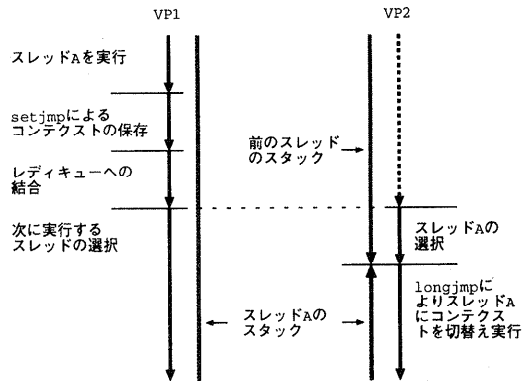 VP1
VP2
スレッドAを実行
setjmpによる
コンテクストの保存
前のスレッド
のスタック
レディキューへの
結合
次に実行する
スレッドの選択
スレッドAの
選択
longjmpに
よりスレッドA
にコンテクス
トを切替え実行
スレッドAの
スタック